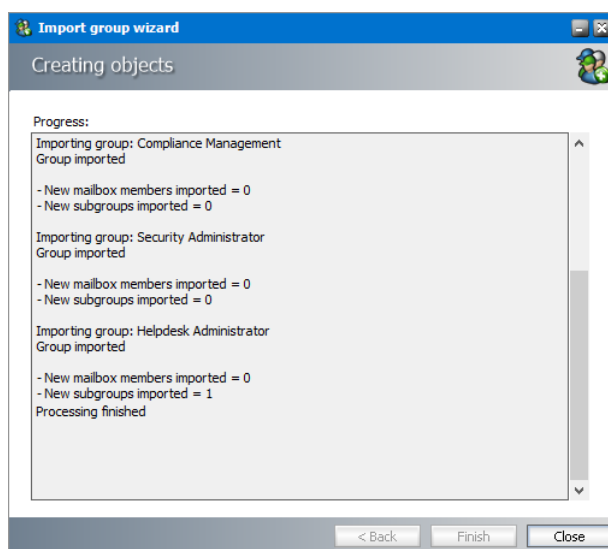 Import group wizard
Creating objects
Progress:
Importing group: Compliance Management
Group imported
- New mailbox members imported = 0
- New subgroups imported = 0
Importing group: Security Administrator
Group imported
- New mailbox members imported = 0
- New subgroups imported = 0
Importing group: Helpdesk Administrator
Group imported
- New mailbox members imported = 0
- New subgroups imported = 1
Processing finished
< Back Finish Close